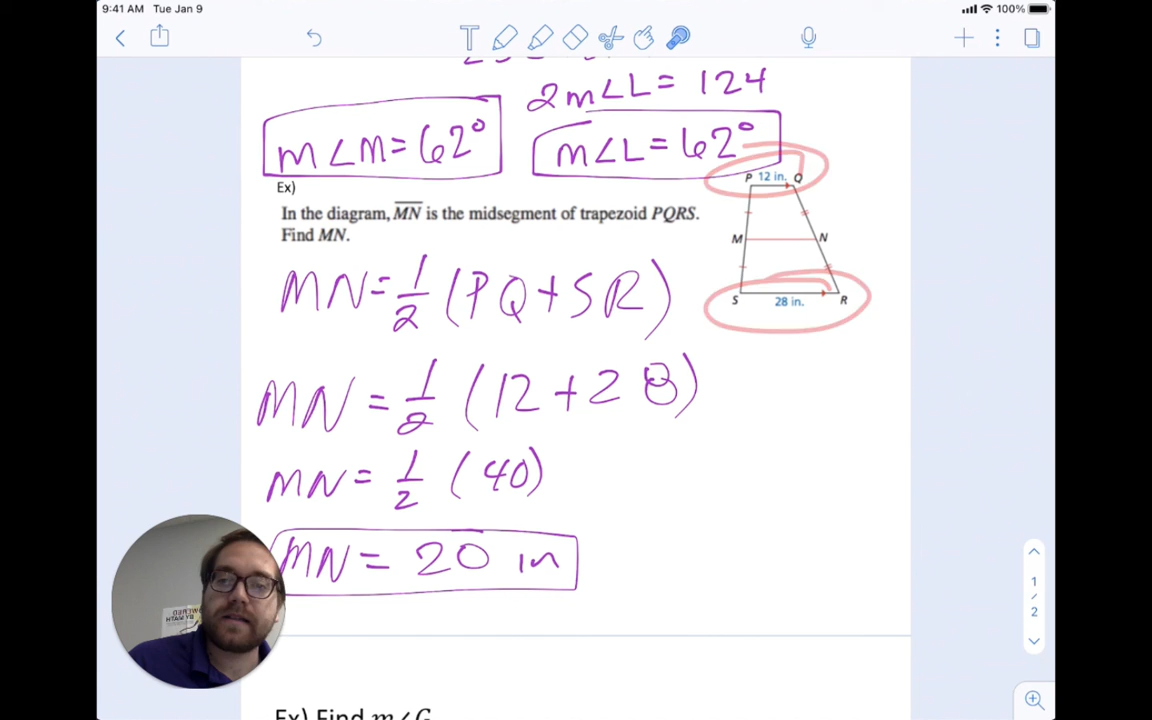 9:41 AM Tue Jan 9
100%
2m∠L = 124
m∠M = 62°
m∠L = 62°
Ex)
In the diagram, MN is the midsegment of trapezoid PQRS.
Find MN.
P 12 in. Q
M N
S 28 in. R
MN = 1/2 (PQ + SR)
MN = 1/2 (12 + 28)
MN = 1/2 (40)
MN = 20 in
1
/
2
Ex) Find m∠G